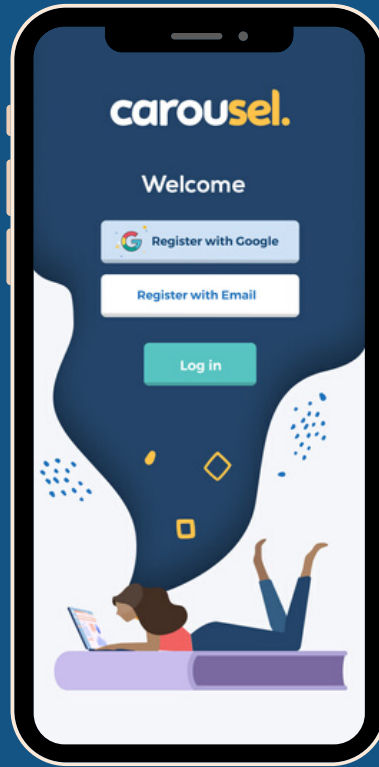 carousel.
Welcome
Register with Google
Register with Email
Log in